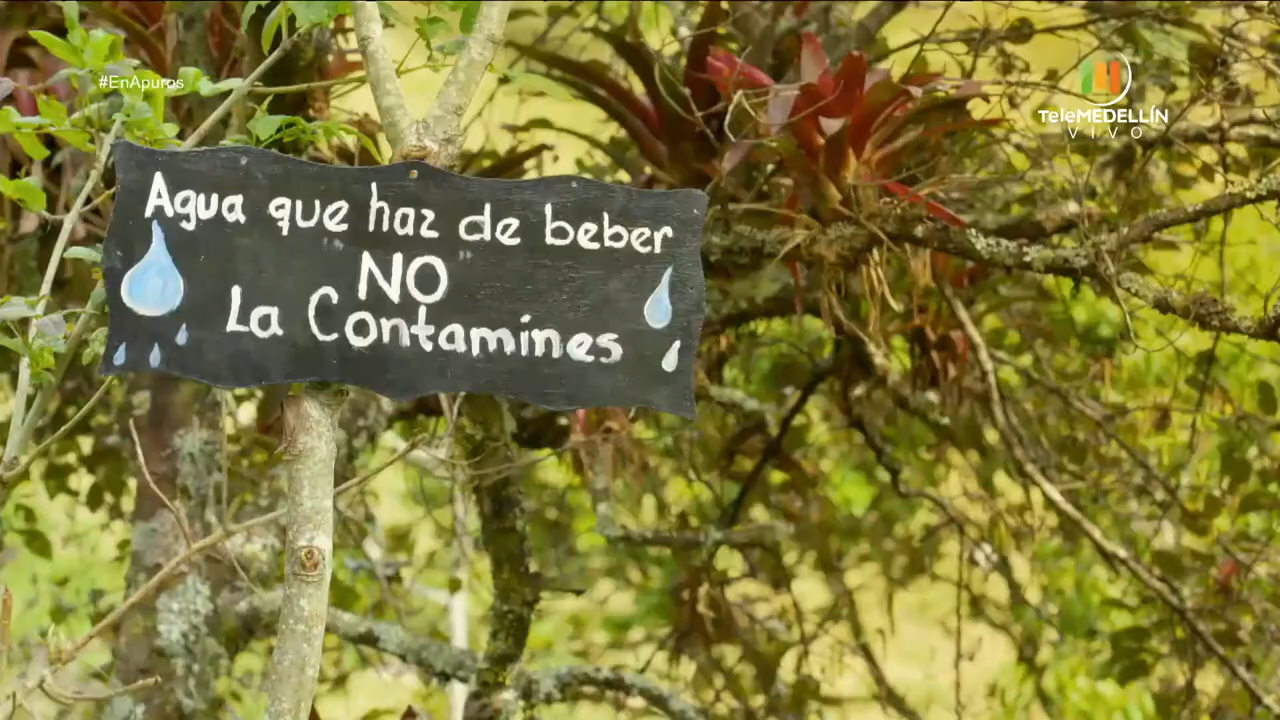 #EnApuros
TeleMEDELLÍN
VIVO
Agua que haz de beber
"NO"
La Contamines